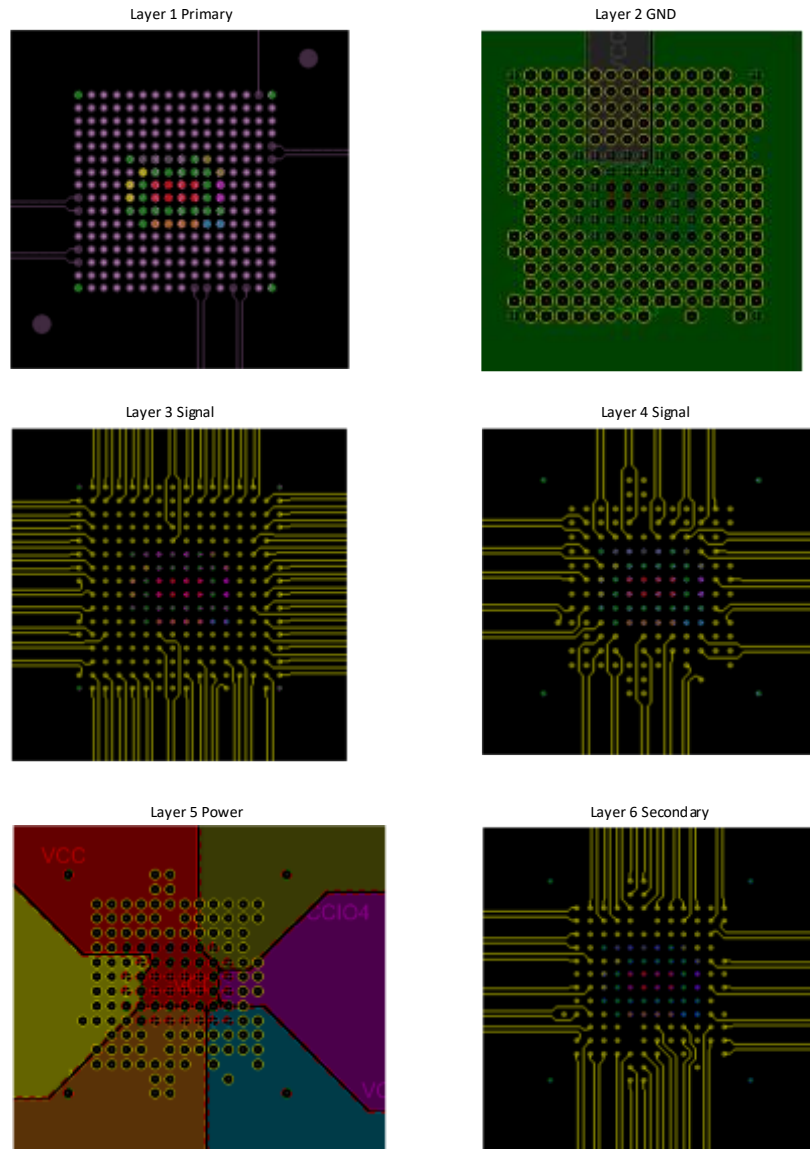 Layer 1 Primary
Layer 2 GND
VCC
Layer 3 Signal
Layer 4 Signal
Layer 5 Power
Layer 6 Secondary
VCC
CCIO4